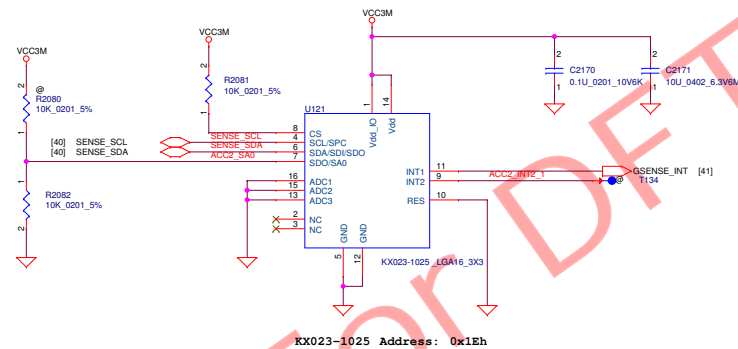 VCC3M
VCC3M
VCC3M
2
@
R2080
10K_0201_5%
1
2
R2081
10K_0201_5%
1
2
C2170
0.1U_0201_10V6K
1
2
C2171
10U_0402_6.3V6M
1
U121
1
14
Vdd_IO
Vdd
[40] SENSE_SCL
[40] SENSE_SDA
SENSE_SCL
SENSE_SDA
ACC2_SA0
8
CS
4
SCL/SPC
6
SDA/SDI/SDO
7
SDO/SA0
16
ADC1
15
ADC2
13
ADC3
2
NC
3
NC
INT1
11
INT2
9
RES
10
ACC2_INT2_1
GSENSE_INT [41]
@
T134
1
R2082
10K_0201_5%
2
GND
GND
5
12
KX023-1025_LGA16_3X3
KX023-1025 Address: 0x1Eh
For DFT